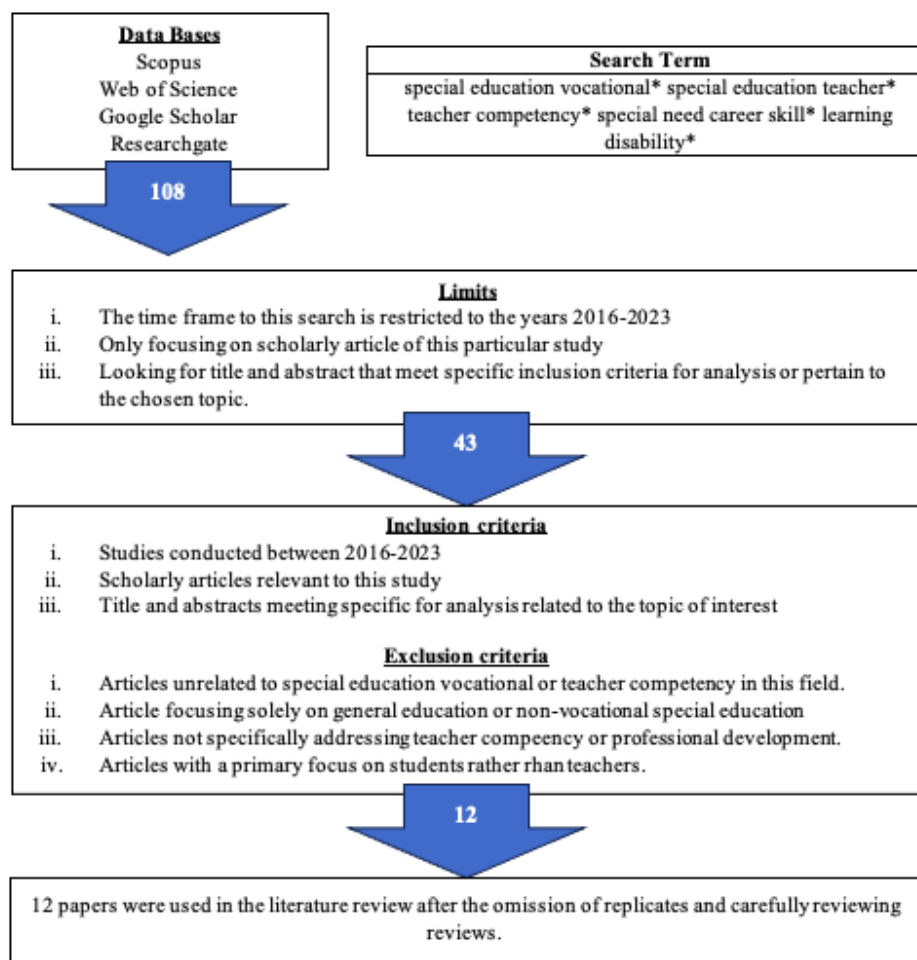 Data Bases
Scopus
Web of Science
Google Scholar
Researchgate
Search Term
special education vocational* special education teacher*
teacher competency* special need career skill* learning
disability*
108
Limits
i. The time frame to this search is restricted to the years 2016-2023
ii. Only focusing on scholarly article of this particular study
iii. Looking for title and abstract that meet specific inclusion criteria for analysis or pertain to
the chosen topic.
43
Inclusion criteria
i. Studies conducted between 2016-2023
ii. Scholarly articles relevant to this study
iii. Title and abstracts meeting specific for analysis related to the topic of interest
Exclusion criteria
i. Articles unrelated to special education vocational or teacher competency in this field.
ii. Article focusing solely on general education or non-vocational special education
iii. Articles not specifically addressing teacher compeency or professional development.
iv. Articles with a primary focus on students rather rhan teachers.
12
12 papers were used in the literature review after the omission of replicates and carefully reviewing
reviews.